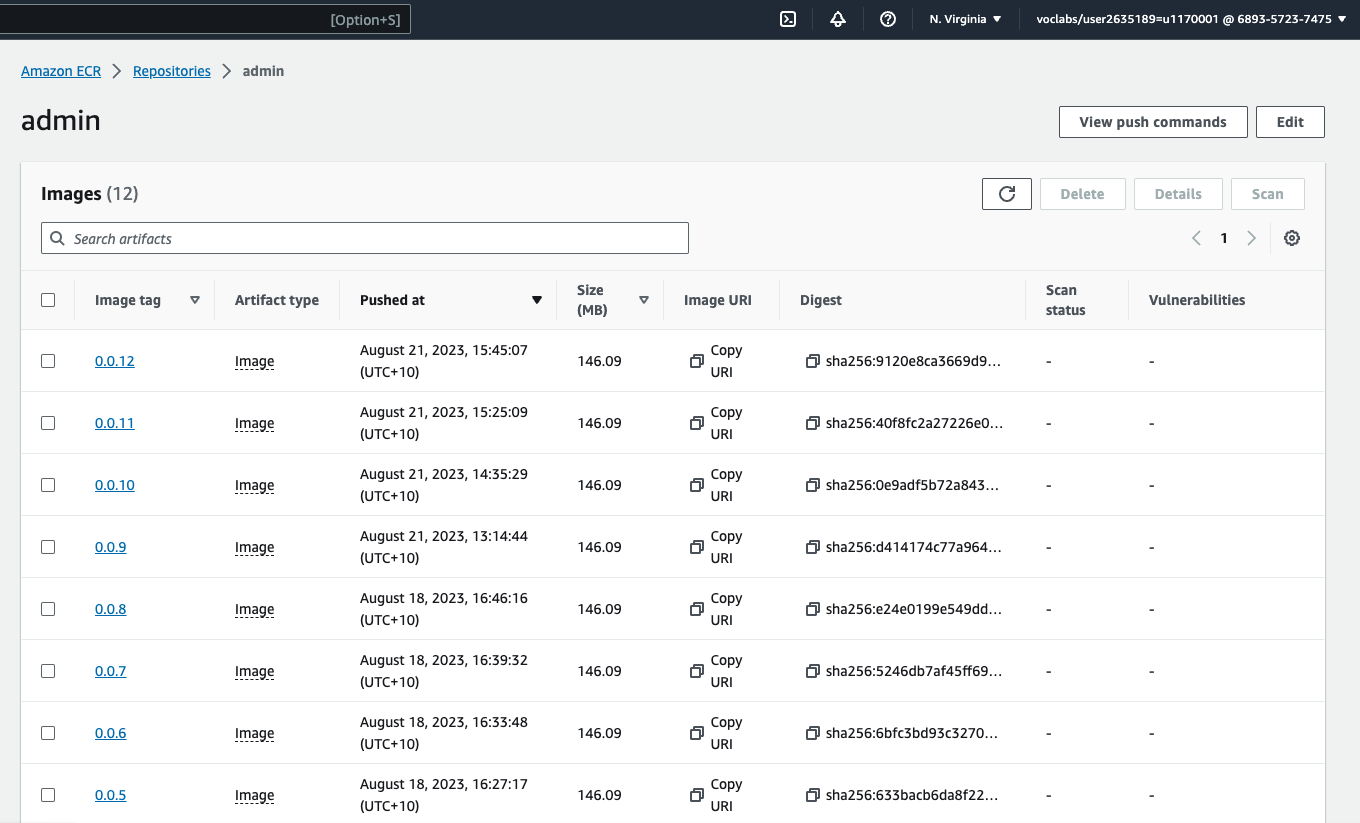 [Option+S]
N. Virginia
voclabs/user2635189=u1170001 @ 6893-5723-7475
Amazon ECR
Repositories
admin
admin
View push commands
Edit
Images (12)
Delete
Details
Scan
Search artifacts
1
Image tag
Artifact type
Pushed at
Size
(MB)
Image URI
Digest
Scan
status
Vulnerabilities
0.0.12
Image
August 21, 2023, 15:45:07
(UTC+10)
146.09
Copy
URI
sha256:9120e8ca3669d9...
-
-
0.0.11
Image
August 21, 2023, 15:25:09
(UTC+10)
146.09
Copy
URI
sha256:40f8fc2a27226e0...
-
-
0.0.10
Image
August 21, 2023, 14:35:29
(UTC+10)
146.09
Copy
URI
sha256:0e9adf5b72a843...
-
-
0.0.9
Image
August 21, 2023, 13:14:44
(UTC+10)
146.09
Copy
URI
sha256:d414174c77a964...
-
-
0.0.8
Image
August 18, 2023, 16:46:16
(UTC+10)
146.09
Copy
URI
sha256:e24e0199e549dd...
-
-
0.0.7
Image
August 18, 2023, 16:39:32
(UTC+10)
146.09
Copy
URI
sha256:5246db7af45ff69...
-
-
0.0.6
Image
August 18, 2023, 16:33:48
(UTC+10)
146.09
Copy
URI
sha256:6bfc3bd93c3270...
-
-
0.0.5
Image
August 18, 2023, 16:27:17
(UTC+10)
146.09
Copy
URI
sha256:633bacb6da8f22...
-
-